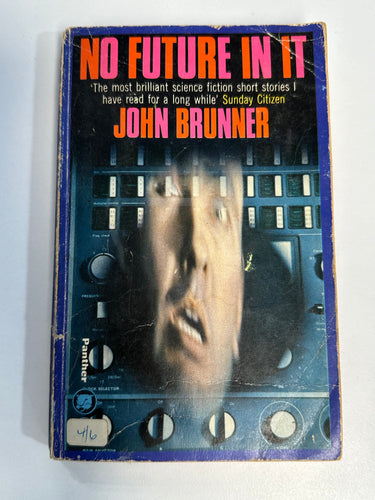 NO FUTURE IN IT
'The most brilliant science fiction short stories I
have read for a long while' Sunday Citizen
JOHN BRUNNER
Panther
4/6